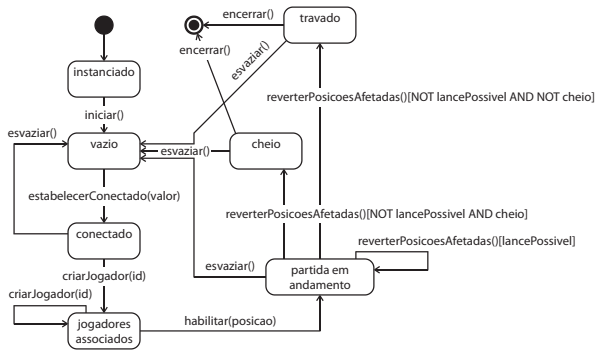 encerrar()
travado
encerrar()
esvaziar()
instanciado
reverterPosicoesAfetadas()[NOT lancePossivel AND NOT cheio]
iniciar()
esvaziar()
vazio
esvaziar()
cheio
estabelecerConectado(valor)
reverterPosicoesAfetadas()[NOT lancePossivel AND cheio]
conectado
reverterPosicoesAfetadas()[lancePossivel]
esvaziar()
partida em
andamento
criarJogador(id)
criarJogador(id)
habilitar(posicao)
jogadores
associados